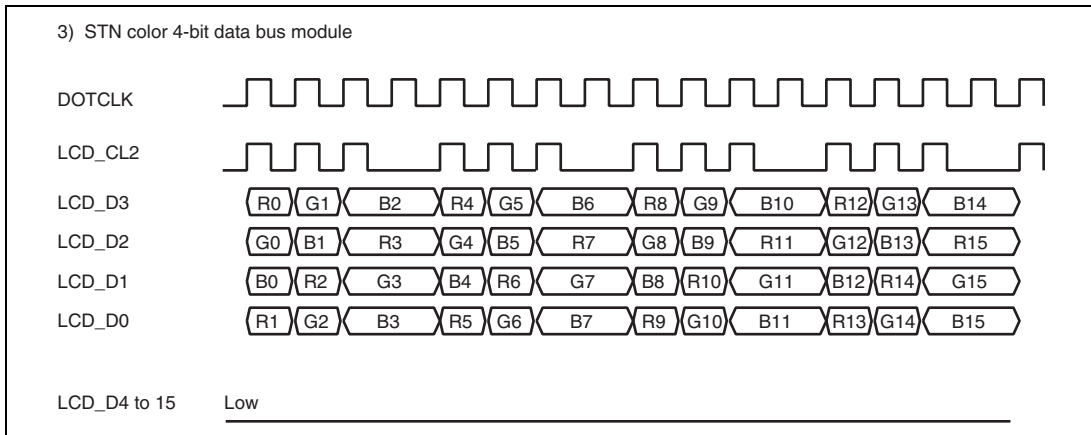 3) STN color 4-bit data bus module
DOTCLK
LCD_CL2
LCD_D3 R0 G1 B2 R4 G5 B6 R8 G9 B10 R12 G13 B14
LCD_D2 G0 B1 R3 G4 B5 R7 G8 B9 R11 G12 B13 R15
LCD_D1 B0 R2 G3 B4 R6 G7 B8 R10 G11 B12 R14 G15
LCD_D0 R1 G2 B3 R5 G6 B7 R9 G10 B11 R13 G14 B15
LCD_D4 to 15 Low